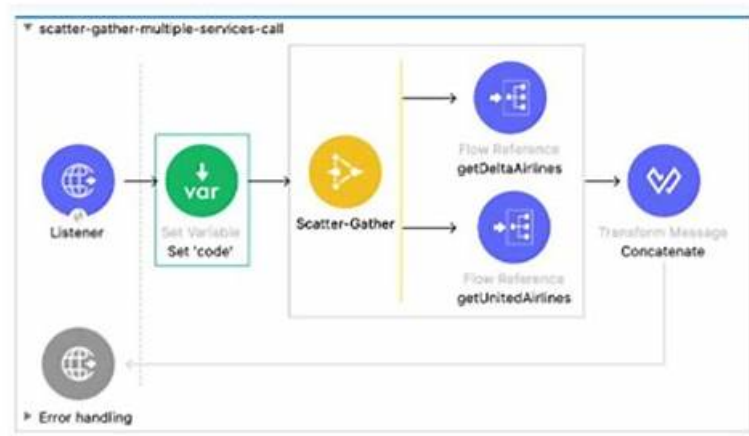 scatter-gather-multiple-services-call
Listener
var
Set Variable
Set 'code'
Scatter-Gather
Flow Reference
getDeltaAirlines
Flow Reference
getUnitedAirlines
Transform Message
Concatenate
Error handling